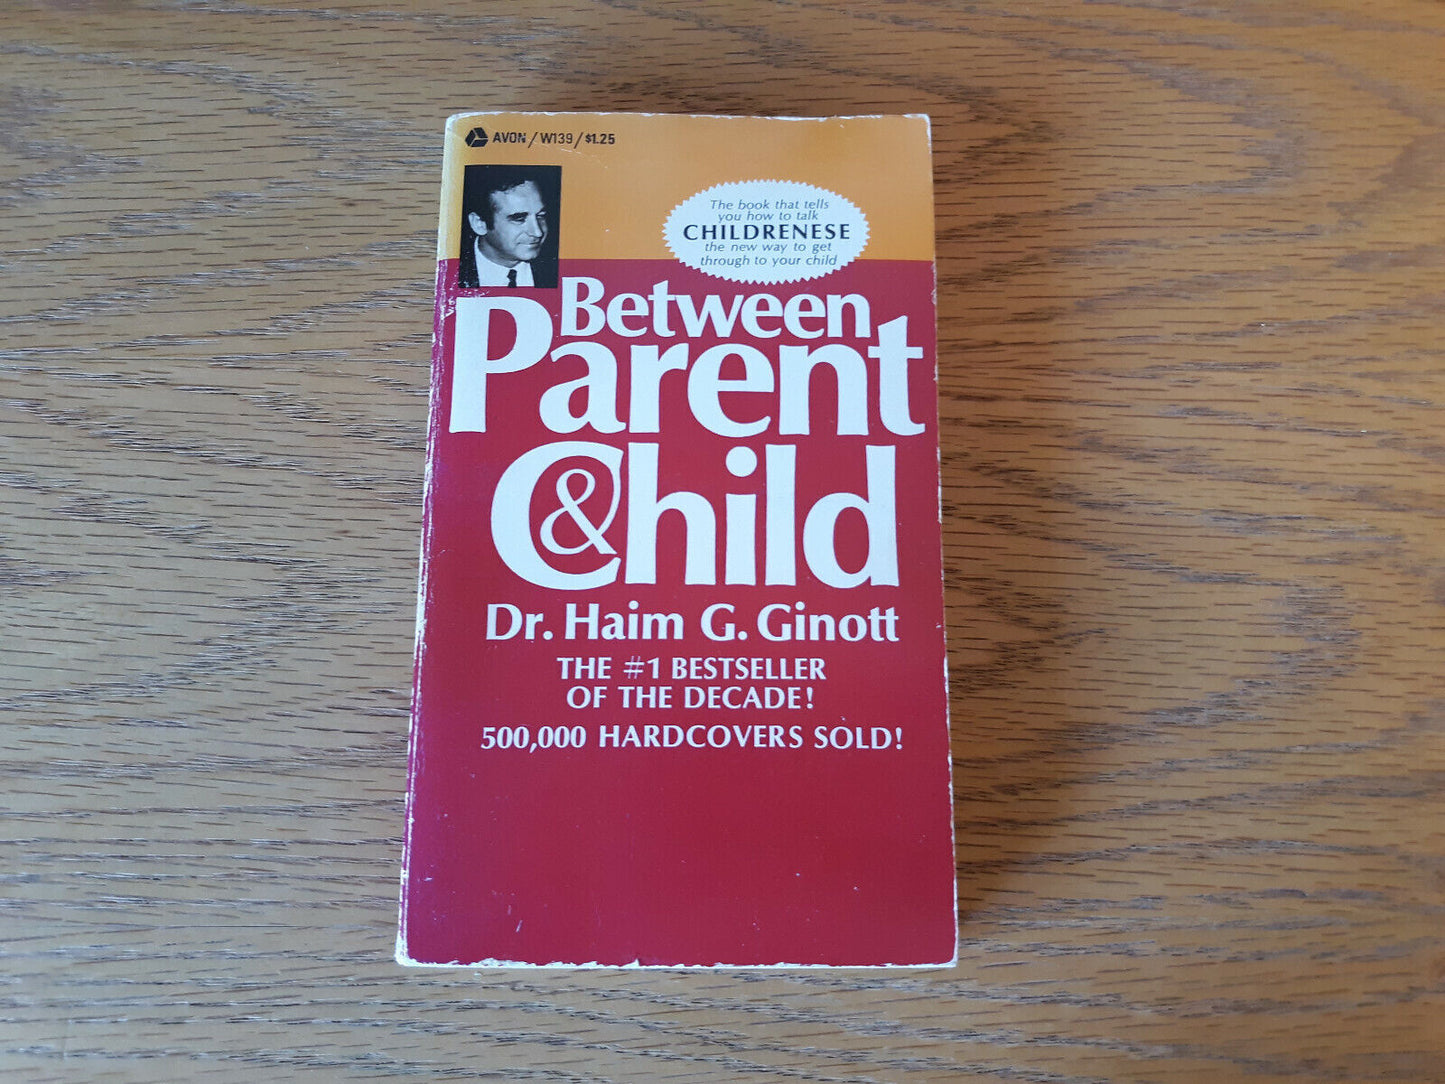 AVON / W139 / $1.25
The book that tells
you how to talk
CHILDRENESE
the new way to get
through to your child
Between
Parent
& Child
Dr. Haim G. Ginott
THE #1 BESTSELLER
OF THE DECADE!
500,000 HARDCOVERS SOLD!